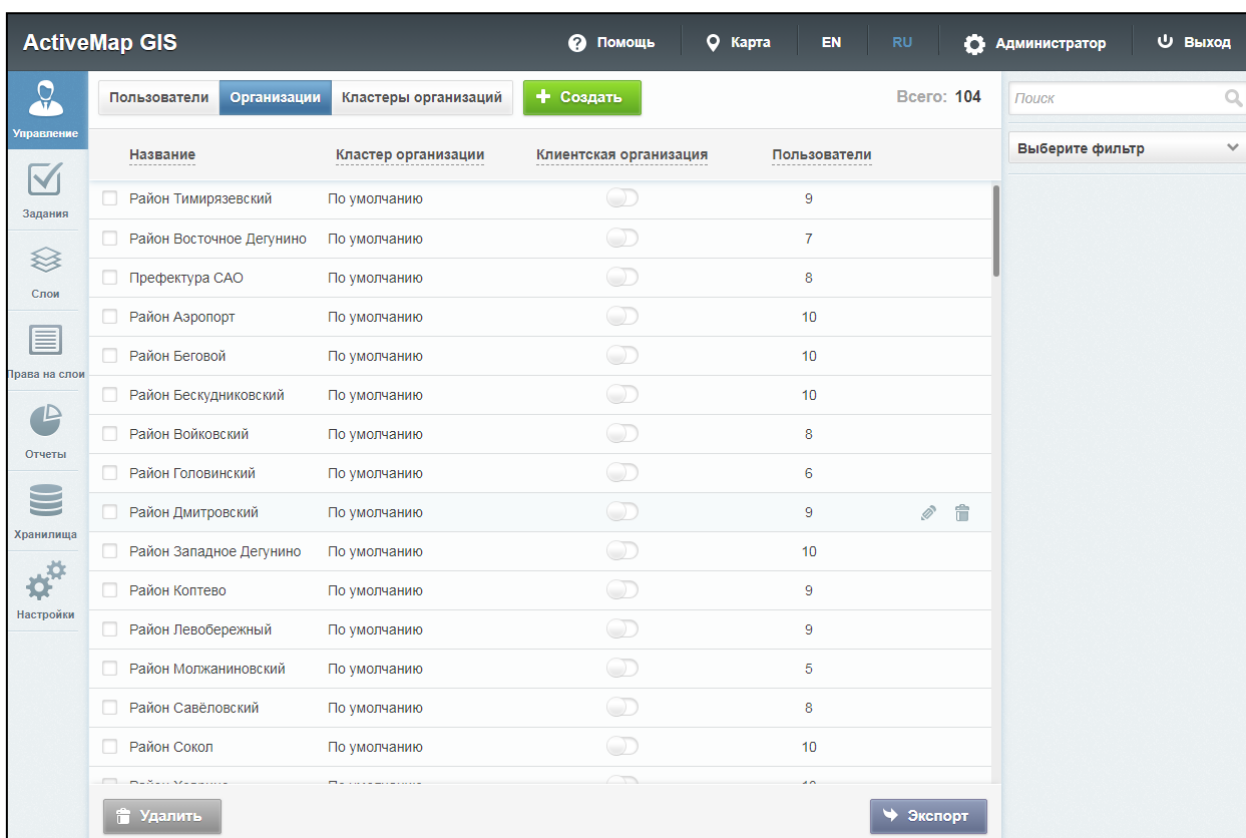 ActiveMap GIS
Помощь
Карта
EN
RU
Администратор
Выход
Управление
Задания
Слои
Права на слои
Отчеты
Хранилища
Настройки
Пользователи Организации Кластеры организаций + Создать Всего: 104
Название Кластер организации Клиентская организация Пользователи
Район Тимирязевский По умолчанию 9
Район Восточное Дегунино По умолчанию 7
Префектура САО По умолчанию 8
Район Аэропорт По умолчанию 10
Район Беговой По умолчанию 10
Район Бескудниковский По умолчанию 10
Район Войковский По умолчанию 8
Район Головинский По умолчанию 6
Район Дмитровский По умолчанию 9
Район Западное Дегунино По умолчанию 10
Район Коптево По умолчанию 9
Район Левобережный По умолчанию 9
Район Молжаниновский По умолчанию 5
Район Савёловский По умолчанию 8
Район Сокол По умолчанию 10
Удалить
Экспорт
Поиск
Выберите фильтр